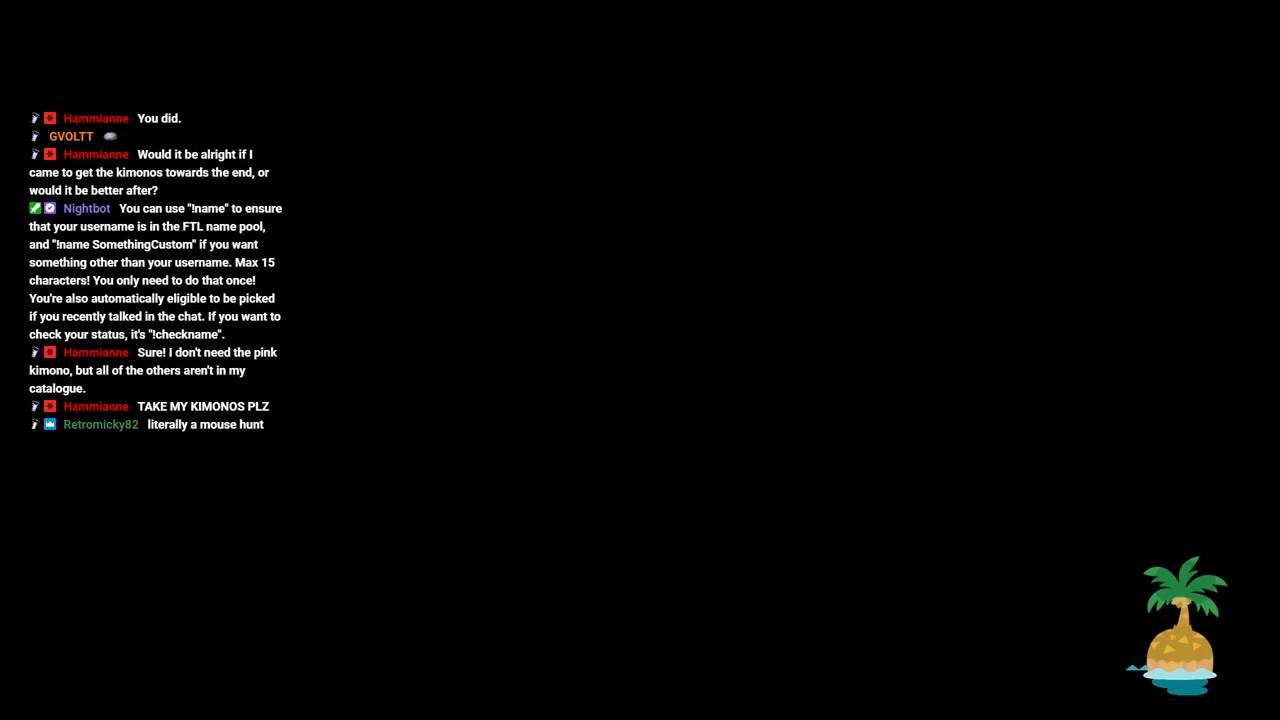 Hammianne You did.
GVOLTT
Hammianne Would it be alright if I
came to get the kimonos towards the end, or
would it be better after?
Nightbot You can use "!name" to ensure
that your username is in the FTL name pool,
and "!name SomethingCustom" if you want
something other than your username. Max 15
characters! You only need to do that once!
You're also automatically eligible to be picked
if you recently talked in the chat. If you want to
check your status, it's "!checkname".
Hammianne Sure! I don't need the pink
kimono, but all of the others aren't in my
catalogue.
Hammianne TAKE MY KIMONOS PLZ
Retromicky82 literally a mouse hunt